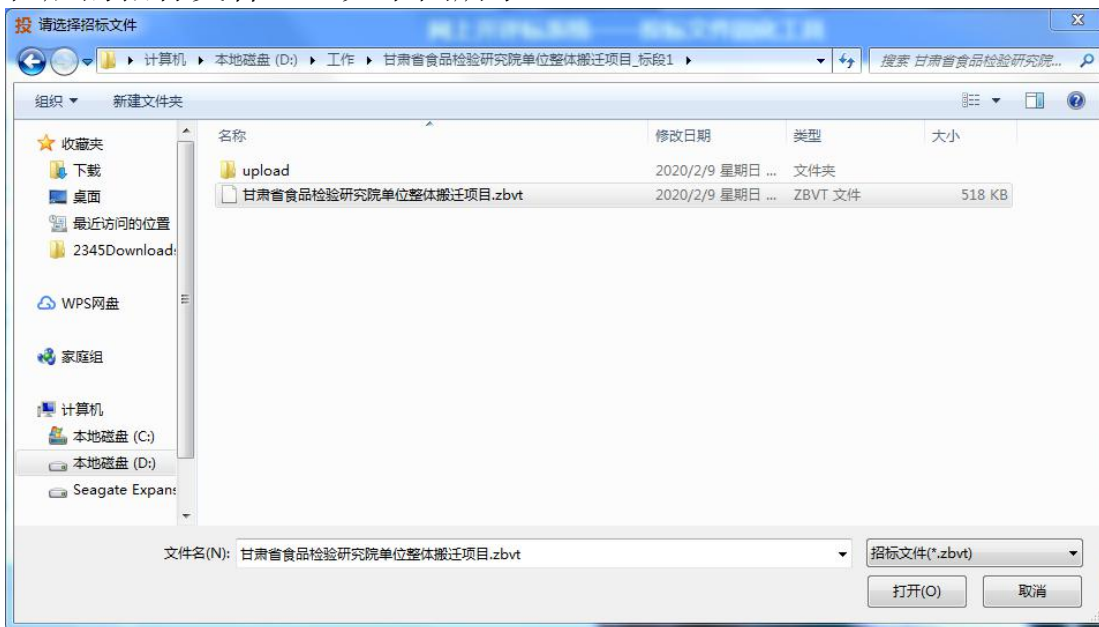 请选择招标文件
计算机 本地磁盘 (D:) 工作 甘肃省食品检验研究院单位整体搬迁项目_标段1
搜索 甘肃省食品检验研究院...
组织 新建文件夹
收藏夹
下载
桌面
最近访问的位置
2345Download
WPS网盘
家庭组
计算机
本地磁盘 (C:)
本地磁盘 (D:)
Seagate Expans
名称 修改日期 类型 大小
upload 2020/2/9 星期日 ... 文件夹
甘肃省食品检验研究院单位整体搬迁项目.zbvt 2020/2/9 星期日 ... ZBVT 文件 518 KB
文件名(N): 甘肃省食品检验研究院单位整体搬迁项目.zbvt 招标文件(*.zbvt)
打开(O) 取消